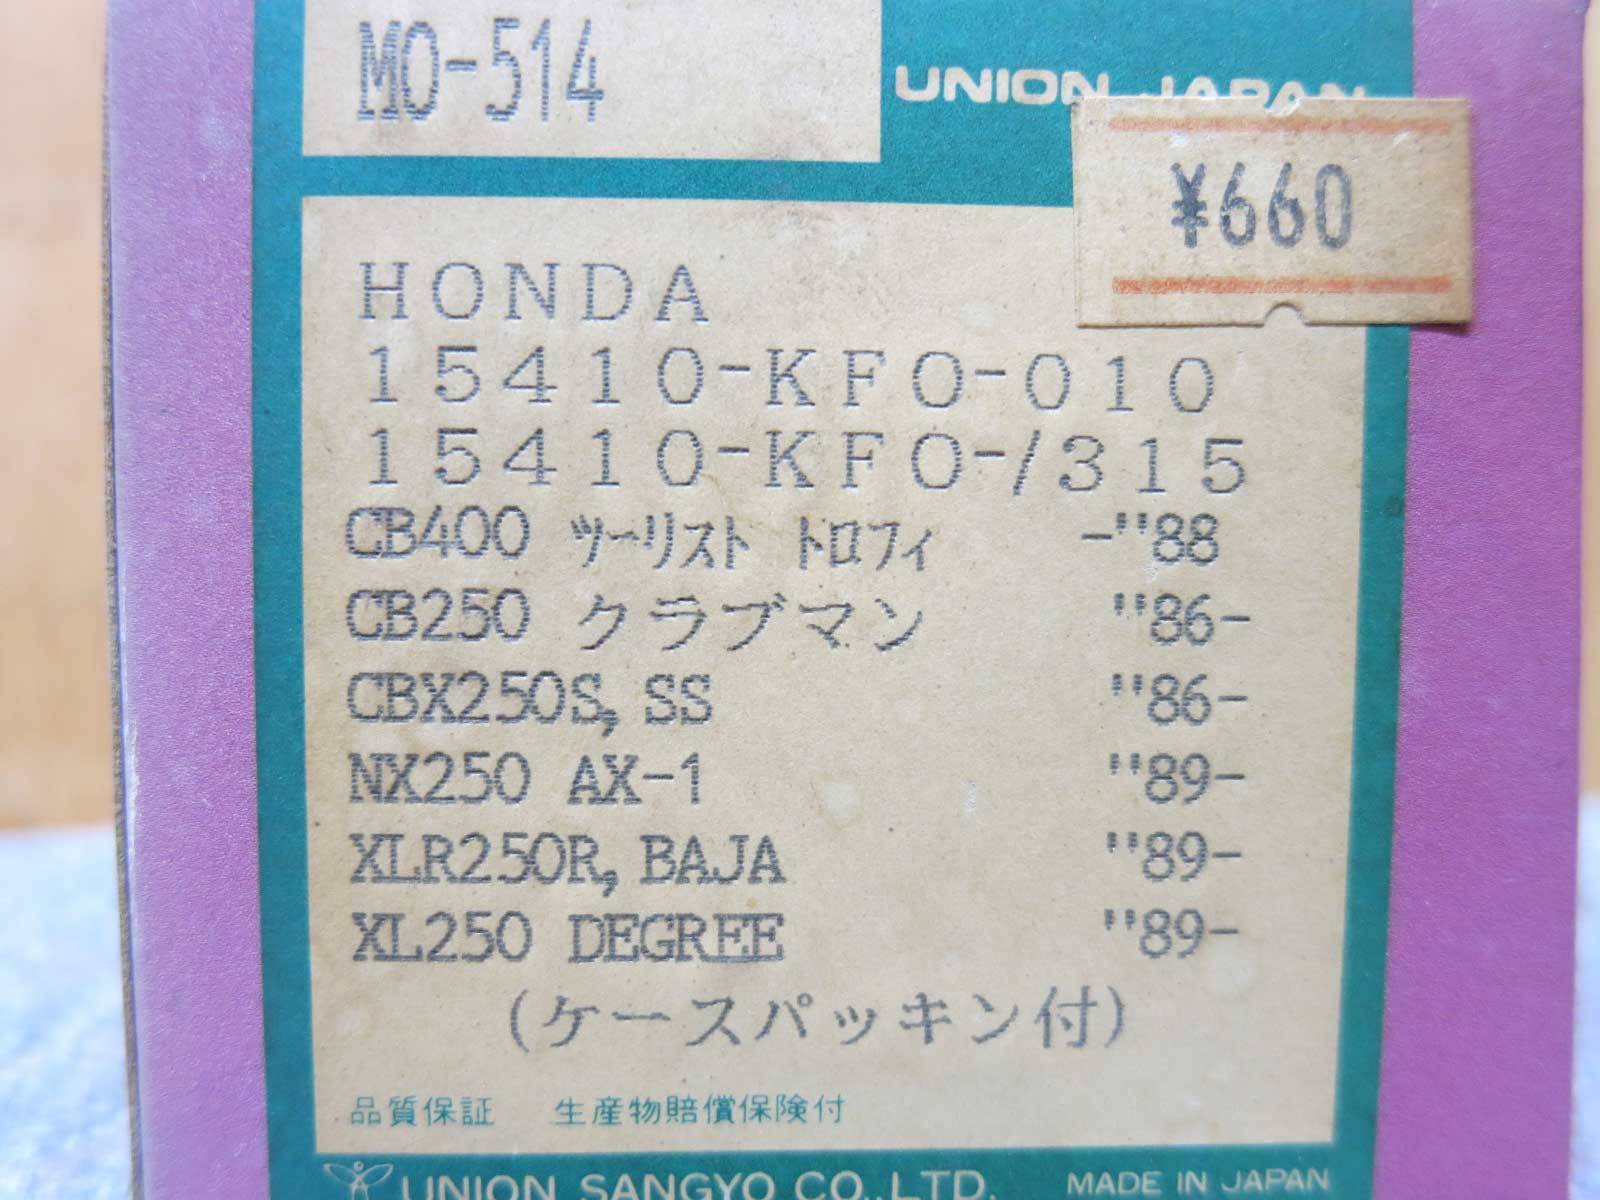 MO-514
UNION JAPAN
¥660
HONDA
15410-KF0-010
15410-KF0-/315
CB400 ツーリスト トロフィ -''88
CB250 クラブマン ''86-
CBX250S, SS ''86-
NX250 AX-1 ''89-
XLR250R, BAJA ''89-
XL250 DEGREE ''89-
(ケースパッキン付)
品質保証 生産物賠償保険付
UNION SANGYO CO.,LTD. MADE IN JAPAN